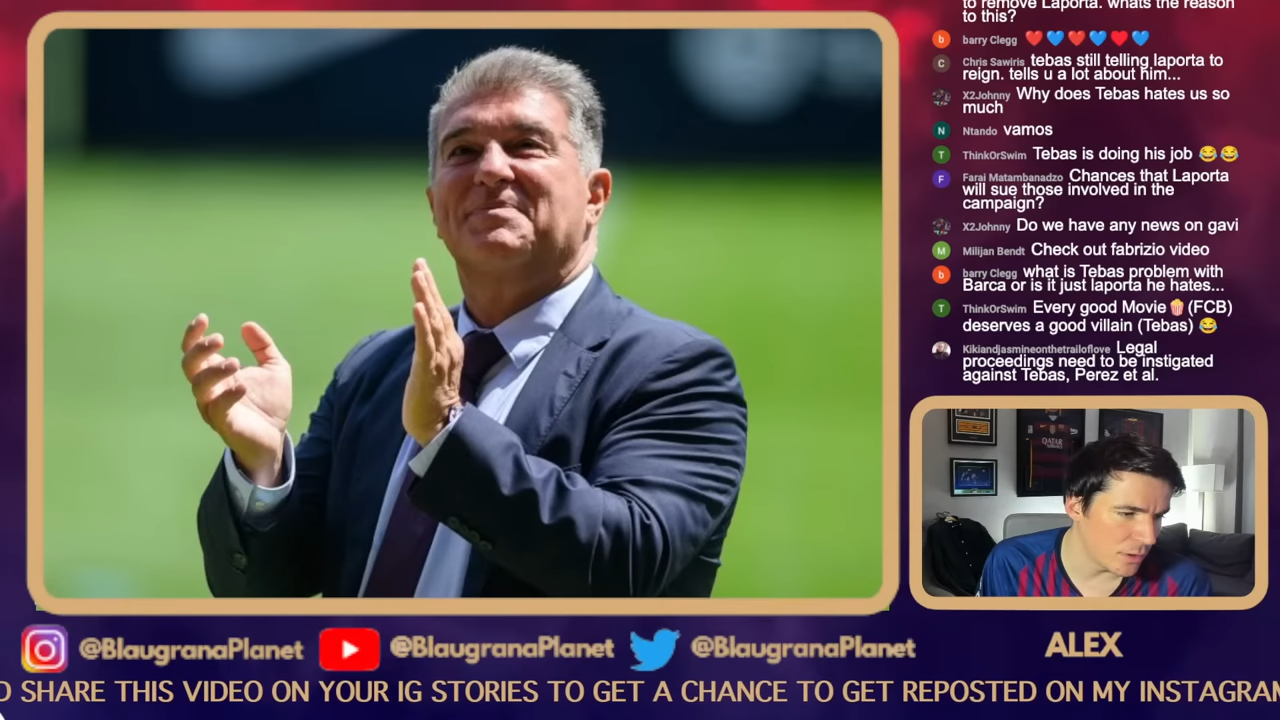 to remove Laporta. whats the reason
to this?
b barry Clegg ❤️💙❤️💙❤️💙
C Chris Sawiris tebas still telling laporta to
reign. tells u a lot about him...
X2Johnny Why does Tebas hates us so
much
N Ntando vamos
T ThinkOrSwim Tebas is doing his job 😂😂
F Farai Matambanadzo Chances that Laporta
will sue those involved in the
campaign?
X2Johnny Do we have any news on gavi
M Milijan Bendt Check out fabrizio video
b barry Clegg what is Tebas problem with
Barca or is it just laporta he hates...
T ThinkOrSwim Every good Movie🍿(FCB)
deserves a good villain (Tebas) 😂
Kikiandjasmineonthetrailoflove Legal
proceedings need to be instigated
against Tebas, Perez et al.
QATAR
AIRWAYS
@BlaugranaPlanet @BlaugranaPlanet @BlaugranaPlanet ALEX
D SHARE THIS VIDEO ON YOUR IG STORIES TO GET A CHANCE TO GET REPOSTED ON MY INSTAGRAM